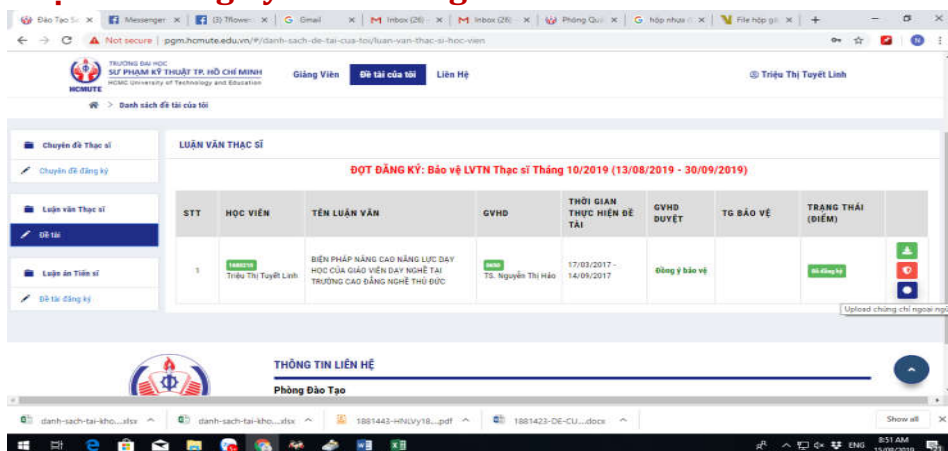 Đào Tạo Sa
Messenger
(3) 7flower
Gmail
Inbox (26)
Inbox (26)
Phòng Quả
hộp nhựa
File hộp gi
Not secure | pgm.hcmute.edu.vn/#/danh-sach-de-tai-cua-toi/luan-van-thac-si-hoc-vien
TRƯỜNG ĐẠI HỌC
SƯ PHẠM KỸ THUẬT TP. HỒ CHÍ MINH
HCMC University of Technology and Education
HCMUTE
Giảng Viên
Đề tài của tôi
Liên Hệ
Triệu Thị Tuyết Linh
> Danh sách đề tài của tôi
Chuyên đề Thạc sĩ
Chuyên đề đăng ký
Luận văn Thạc sĩ
Đề tài
Luận án Tiến sĩ
Đề tài đăng ký
LUẬN VĂN THẠC SĨ
ĐỢT ĐĂNG KÝ: Bảo vệ LVTN Thạc sĩ Tháng 10/2019 (13/08/2019 - 30/09/2019)
STT
HỌC VIÊN
TÊN LUẬN VĂN
GVHD
THỜI GIAN
THỰC HIỆN ĐỀ
TÀI
GVHD
DUYỆT
TG BẢO VỆ
TRẠNG THÁI
(ĐIỂM)
1
Triệu Thị Tuyết Linh
BIỆN PHÁP NÂNG CAO NĂNG LỰC DẠY
HỌC CỦA GIÁO VIÊN DẠY NGHỀ TẠI
TRƯỜNG CAO ĐẲNG NGHỀ THỦ ĐỨC
TS. Nguyễn Thị Hảo
17/03/2017 -
14/09/2017
Đồng ý bảo vệ
Đã đăng ký
Upload chứng chỉ ngoại ngữ
THÔNG TIN LIÊN HỆ
Phòng Đào Tạo
danh-sach-tai-kho....xlsx
danh-sach-tai-kho....xlsx
1881443-HNLVy18....pdf
1881423-DE-CU....docx
Show all
ENG
8:51 AM
15/08/2019